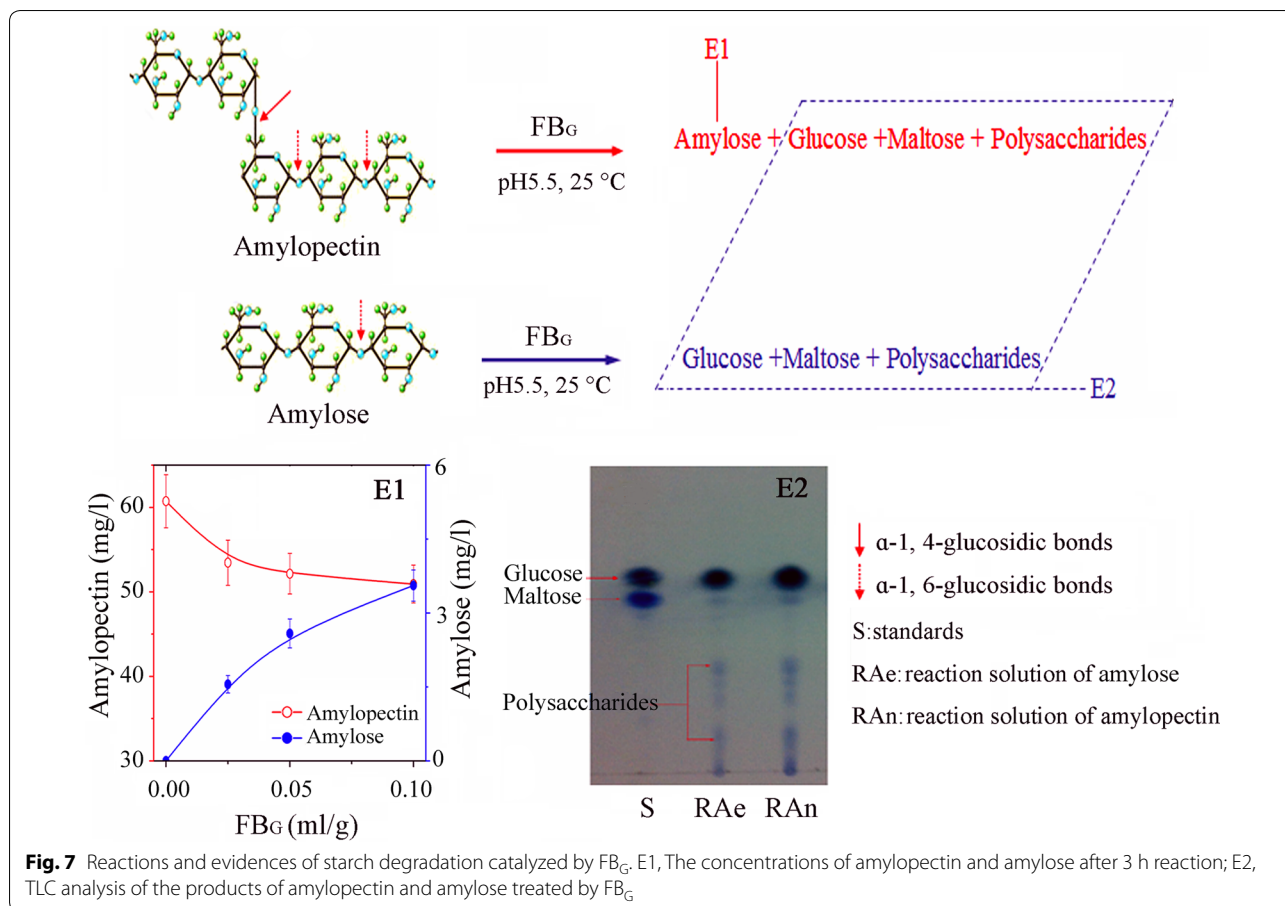 E1
FBG
pH5.5, 25 °C
Amylose + Glucose +Maltose + Polysaccharides
Amylopectin
FBG
pH5.5, 25 °C
Glucose +Maltose + Polysaccharides
E2
Amylose
E1
Amylopectin (mg/l)
60
50
40
30
Amylose (mg/l)
6
3
0
Amylopectin
Amylose
0.00
0.05
0.10
FBG (ml/g)
E2
Glucose
Maltose
Polysaccharides
S
RAe
RAn
α-1, 4-glucosidic bonds
α-1, 6-glucosidic bonds
S:standards
RAe:reaction solution of amylose
RAn:reaction solution of amylopectin
Fig. 7 Reactions and evidences of starch degradation catalyzed by FBG. E1, The concentrations of amylopectin and amylose after 3 h reaction; E2,
TLC analysis of the products of amylopectin and amylose treated by FBG